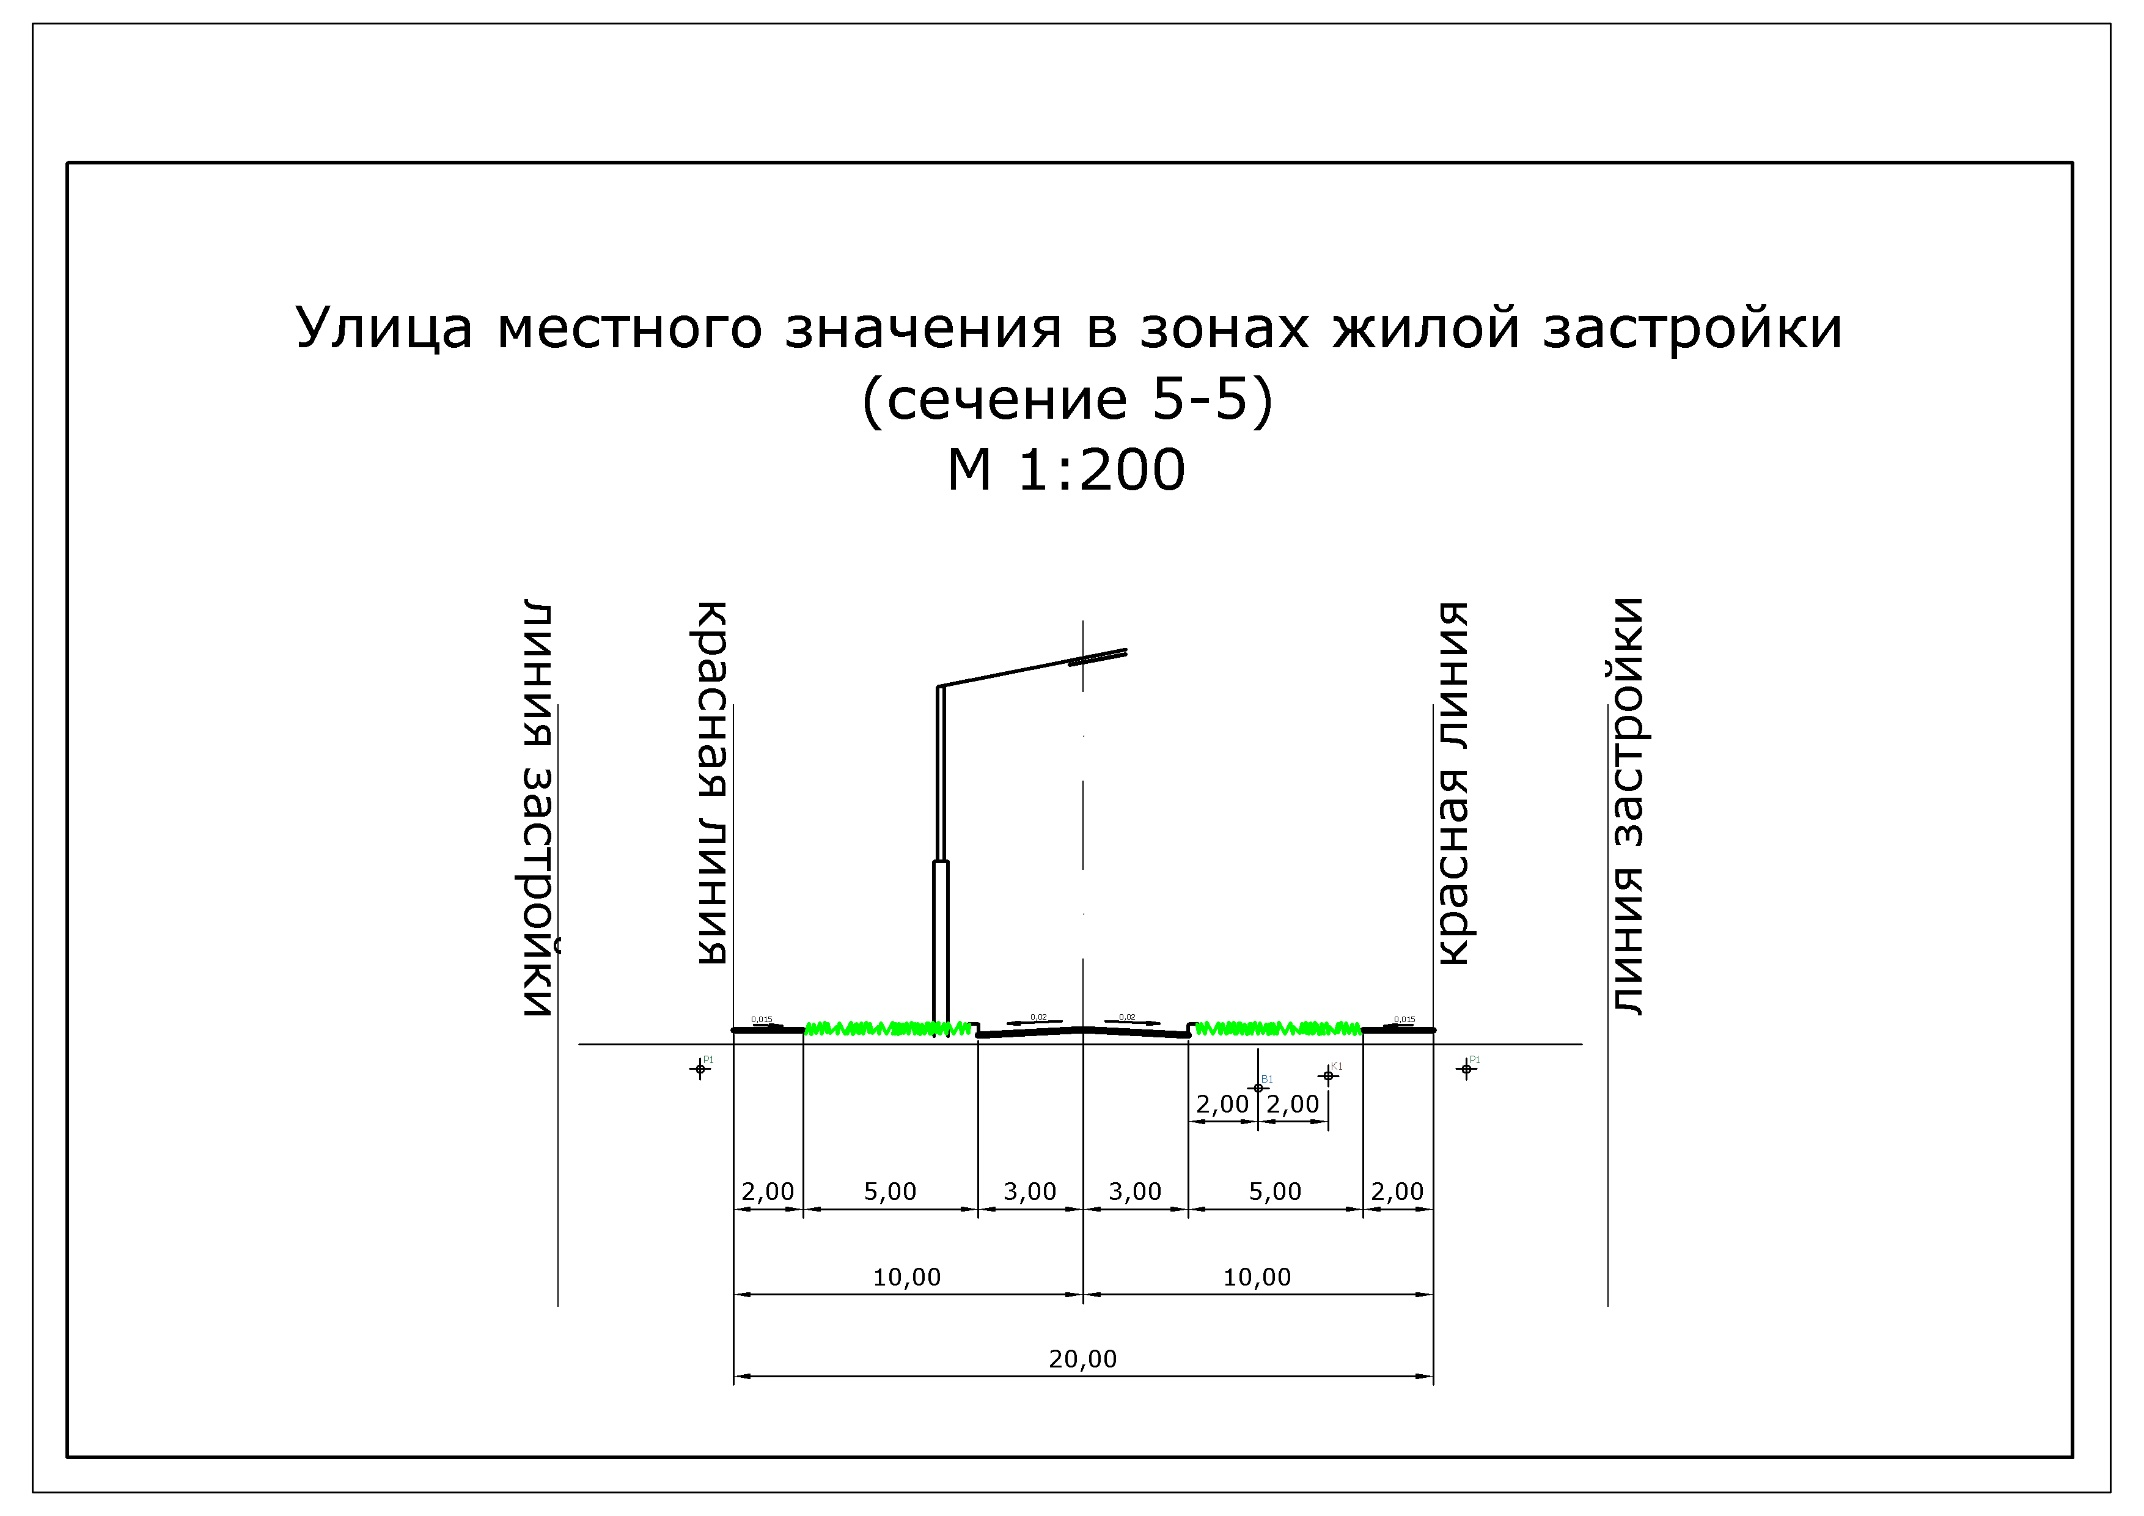 Улица местного значения в зонах жилой застройки
(сечение 5-5)
М 1:200
линия застройки
красная линия
красная линия
линия застройки
0,015
0,02
0,02
0,015
Р1
В1
К1
Р1
2,00
2,00
2,00
5,00
3,00
3,00
5,00
2,00
10,00
10,00
20,00